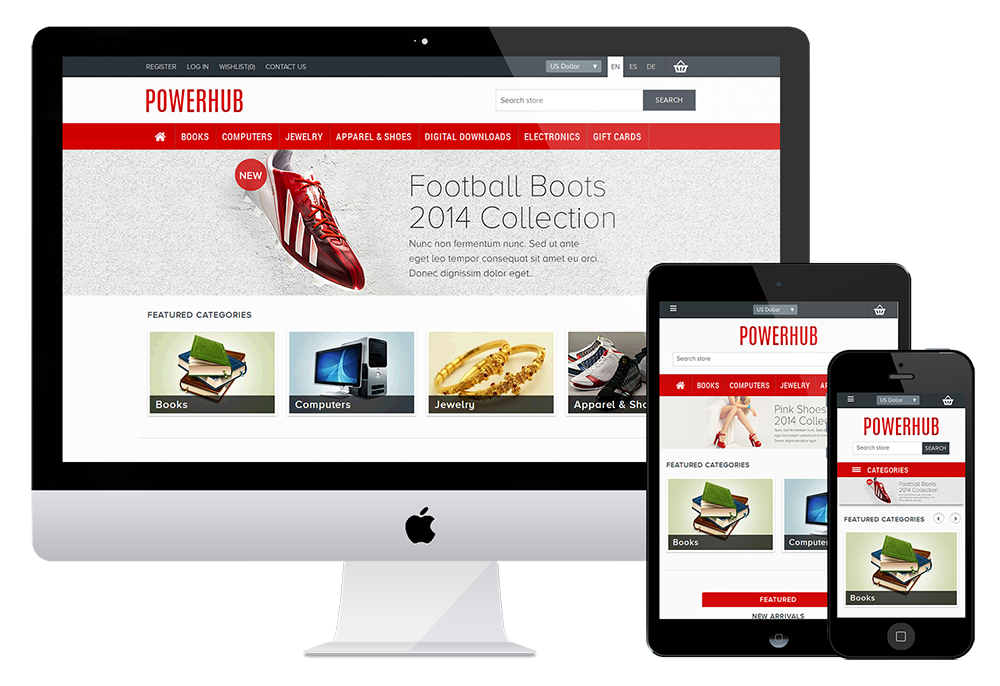 REGISTER LOG IN WISHLIST(0) CONTACT US US Dollar EN ES DE
POWERHUB
Search store SEARCH
BOOKS COMPUTERS JEWELRY APPAREL & SHOES DIGITAL DOWNLOADS ELECTRONICS GIFT CARDS
NEW
Football Boots
2014 Collection
Nunc non fermentum nunc. Sed ut ante
eget leo tempor consequat sit amet eu orci.
Donec dignissim dolor eget..
FEATURED CATEGORIES
Books Computers Jewelry Apparel & Sho
US Dollar
POWERHUB
Search store
BOOKS COMPUTERS JEWELRY AP
Pink Shoes
2014 Collec
FEATURED CATEGORIES
Books Computer
FEATURED
NEW ARRIVALS
US Dollar
POWERHUB
Search store SEARCH
CATEGORIES
Football Boots
2014 Collection
FEATURED CATEGORIES
Books